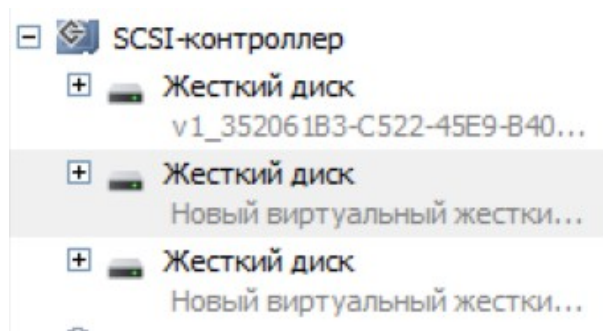 SCSI-контроллер
Жесткий диск
v1_352061B3-C522-45E9-B40...
Жесткий диск
Новый виртуальный жестки...
Жесткий диск
Новый виртуальный жестки...